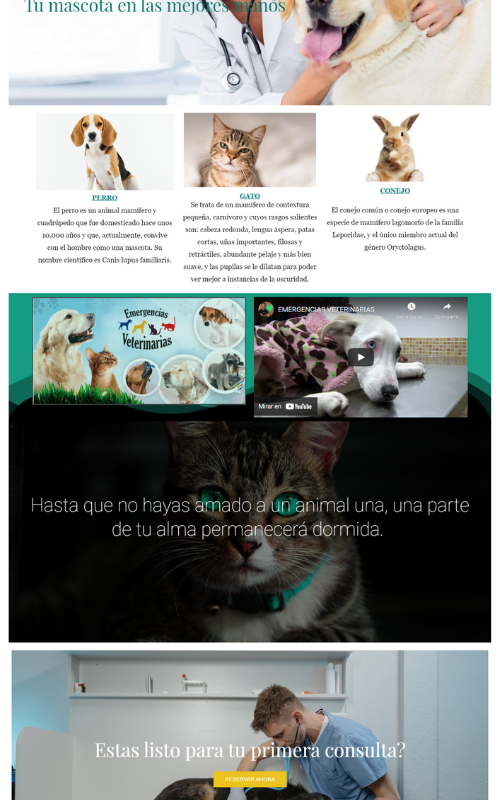 Tu mascota en las mejores manos
PERRO
El perro es un animal mamífero y
cuadrúpedo que fue domesticado hace unos
10.000 años y que, actualmente, convive
con el hombre como una mascota. Su
nombre científico es Canis lupus familiaris.
GATO
Se trata de un mamífero de contextura
pequeña, carnívoro y cuyos rasgos salientes
son: cabeza redonda, lengua áspera, patas
cortas, uñas importantes, filosas y
retráctiles, abundante pelaje y más bien
suave, y las pupilas se le dilatan para poder
ver mejor a instancias de la oscuridad.
CONEJO
El conejo común o conejo europeo es una
especie de mamífero lagomorfo de la familia
Leporidae, y el único miembro actual del
género Oryctolagus.
Emergencias
Veterinarias
EMERGENCIAS VETERINARIAS
Compartir
Mirar en YouTube
Hasta que no hayas amado a un animal una, una parte
de tu alma permanecerá dormida.
Estas listo para tu primera consulta?
RESERVAR AHORA